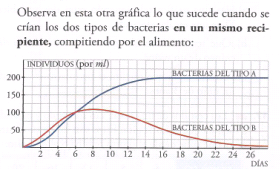 Observa en esta otra gráfica lo que sucede cuando se
crían los dos tipos de bacterias en un mismo reci-
piente, compitiendo por el alimento:
INDIVIDUOS (por ml)
BACTERIAS DEL TIPO A
200
150
100
BACTERIAS DEL TIPO B
50
2 4 6 8 10 12 14 16 18 20 22 24 26
DÍAS